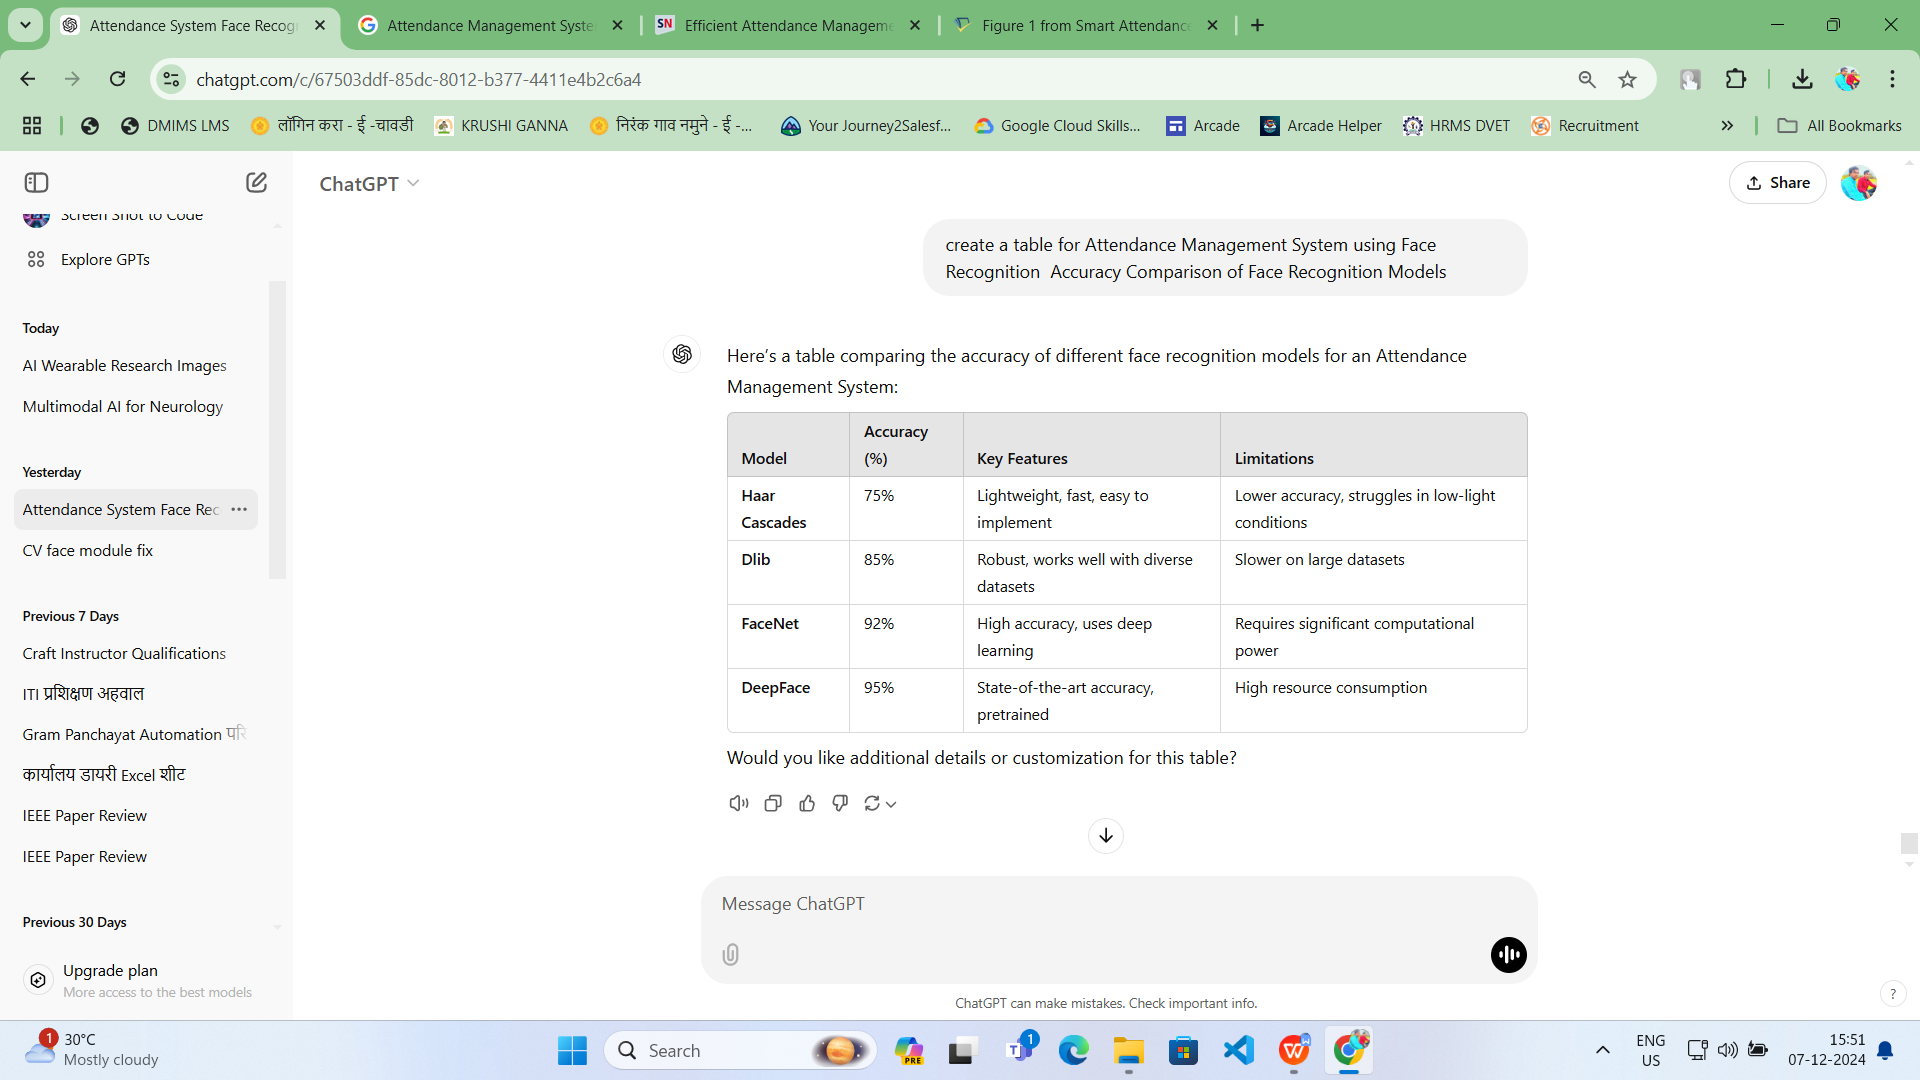 Attendance System Face Recogn
Attendance Management Syste
SN Efficient Attendance Manageme
Figure 1 from Smart Attendance
chatgpt.com/c/67503ddf-85dc-8012-b377-4411e4b2c6a4
DMIMS LMS
लॉगिन करा - ई -चावडी
KRUSHI GANNA
निरंक गाव नमुने - ई -...
Your Journey2Salesf...
Google Cloud Skills...
Arcade
Arcade Helper
HRMS DVET
Recruitment
All Bookmarks
ChatGPT
Share
Screen Shot to Code
Explore GPTs
Today
AI Wearable Research Images
Multimodal AI for Neurology
Yesterday
Attendance System Face Rec
CV face module fix
Previous 7 Days
Craft Instructor Qualifications
ITI प्रशिक्षण अहवाल
Gram Panchayat Automation परि
कार्यालय डायरी Excel शीट
IEEE Paper Review
IEEE Paper Review
Previous 30 Days
Upgrade plan
More access to the best models
create a table for Attendance Management System using Face
Recognition  Accuracy Comparison of Face Recognition Models
Here's a table comparing the accuracy of different face recognition models for an Attendance
Management System:
Accuracy
Model (%) Key Features Limitations
Haar 75% Lightweight, fast, easy to Lower accuracy, struggles in low-light
Cascades implement conditions
Dlib 85% Robust, works well with diverse Slower on large datasets
datasets
FaceNet 92% High accuracy, uses deep Requires significant computational
learning power
DeepFace 95% State-of-the-art accuracy, High resource consumption
pretrained
Would you like additional details or customization for this table?
Message ChatGPT
ChatGPT can make mistakes. Check important info.
?
1
30°C
Mostly cloudy
Search
PRE
1
ENG
US
15:51
07-12-2024